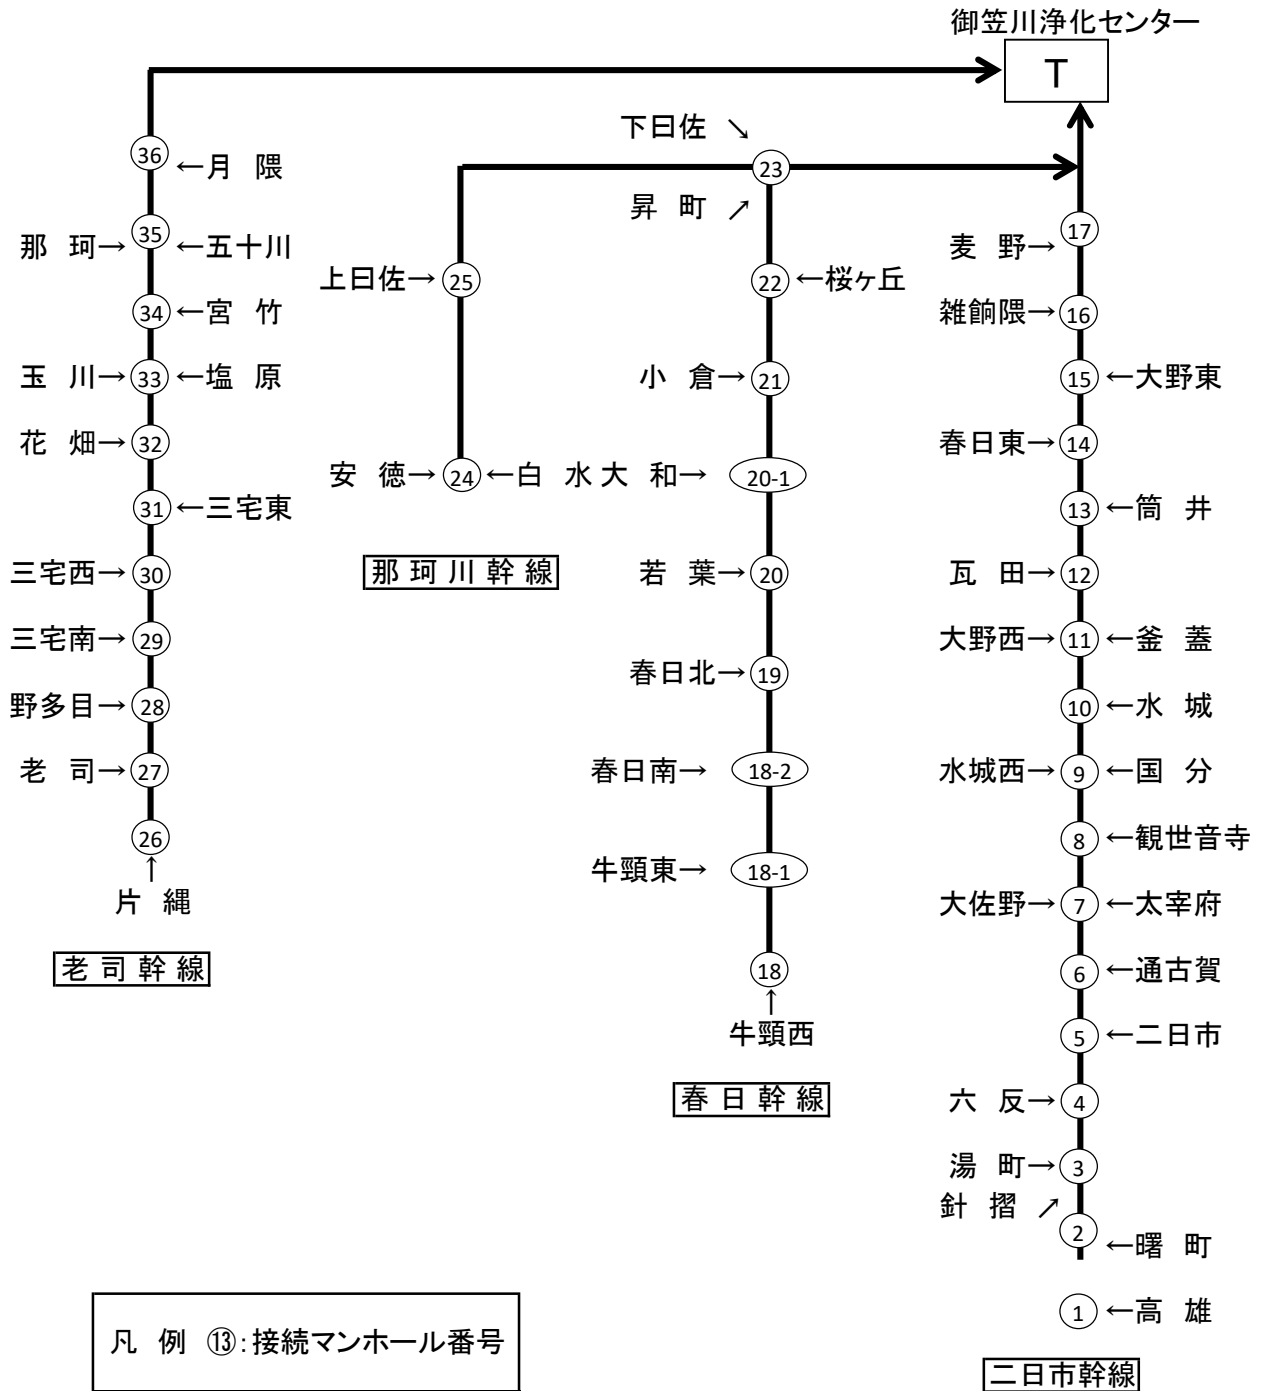 御笠川浄化センター
T
36 ←月 隈
那 珂→ 35 ←五十川
34 ←宮 竹
玉 川→ 33 ←塩 原
花 畑→ 32
31 ←三宅東
三宅西→ 30
三宅南→ 29
野多目→ 28
老 司→ 27
26
↑
片 縄
老司幹線
上曰佐→ 25
安 徳→ 24 ←白 水
那珂川幹線
下曰佐 ↘
23
昇 町 ↗
22 ←桜ヶ丘
小 倉→ 21
大 和→ 20-1
若 葉→ 20
春日北→ 19
春日南→ 18-2
牛頸東→ 18-1
18
↑
牛頸西
春日幹線
麦 野→ 17
雑餉隈→ 16
15 ←大野東
春日東→ 14
13 ←筒 井
瓦 田→ 12
大野西→ 11 ←釜 蓋
10 ←水 城
水城西→ 9 ←国 分
8 ←観世音寺
大佐野→ 7 ←太宰府
6 ←通古賀
5 ←二日市
六 反→ 4
湯 町→ 3
針 摺 ↗
2 ←曙 町
1 ←高 雄
二日市幹線
凡 例 ⑬:接続マンホール番号